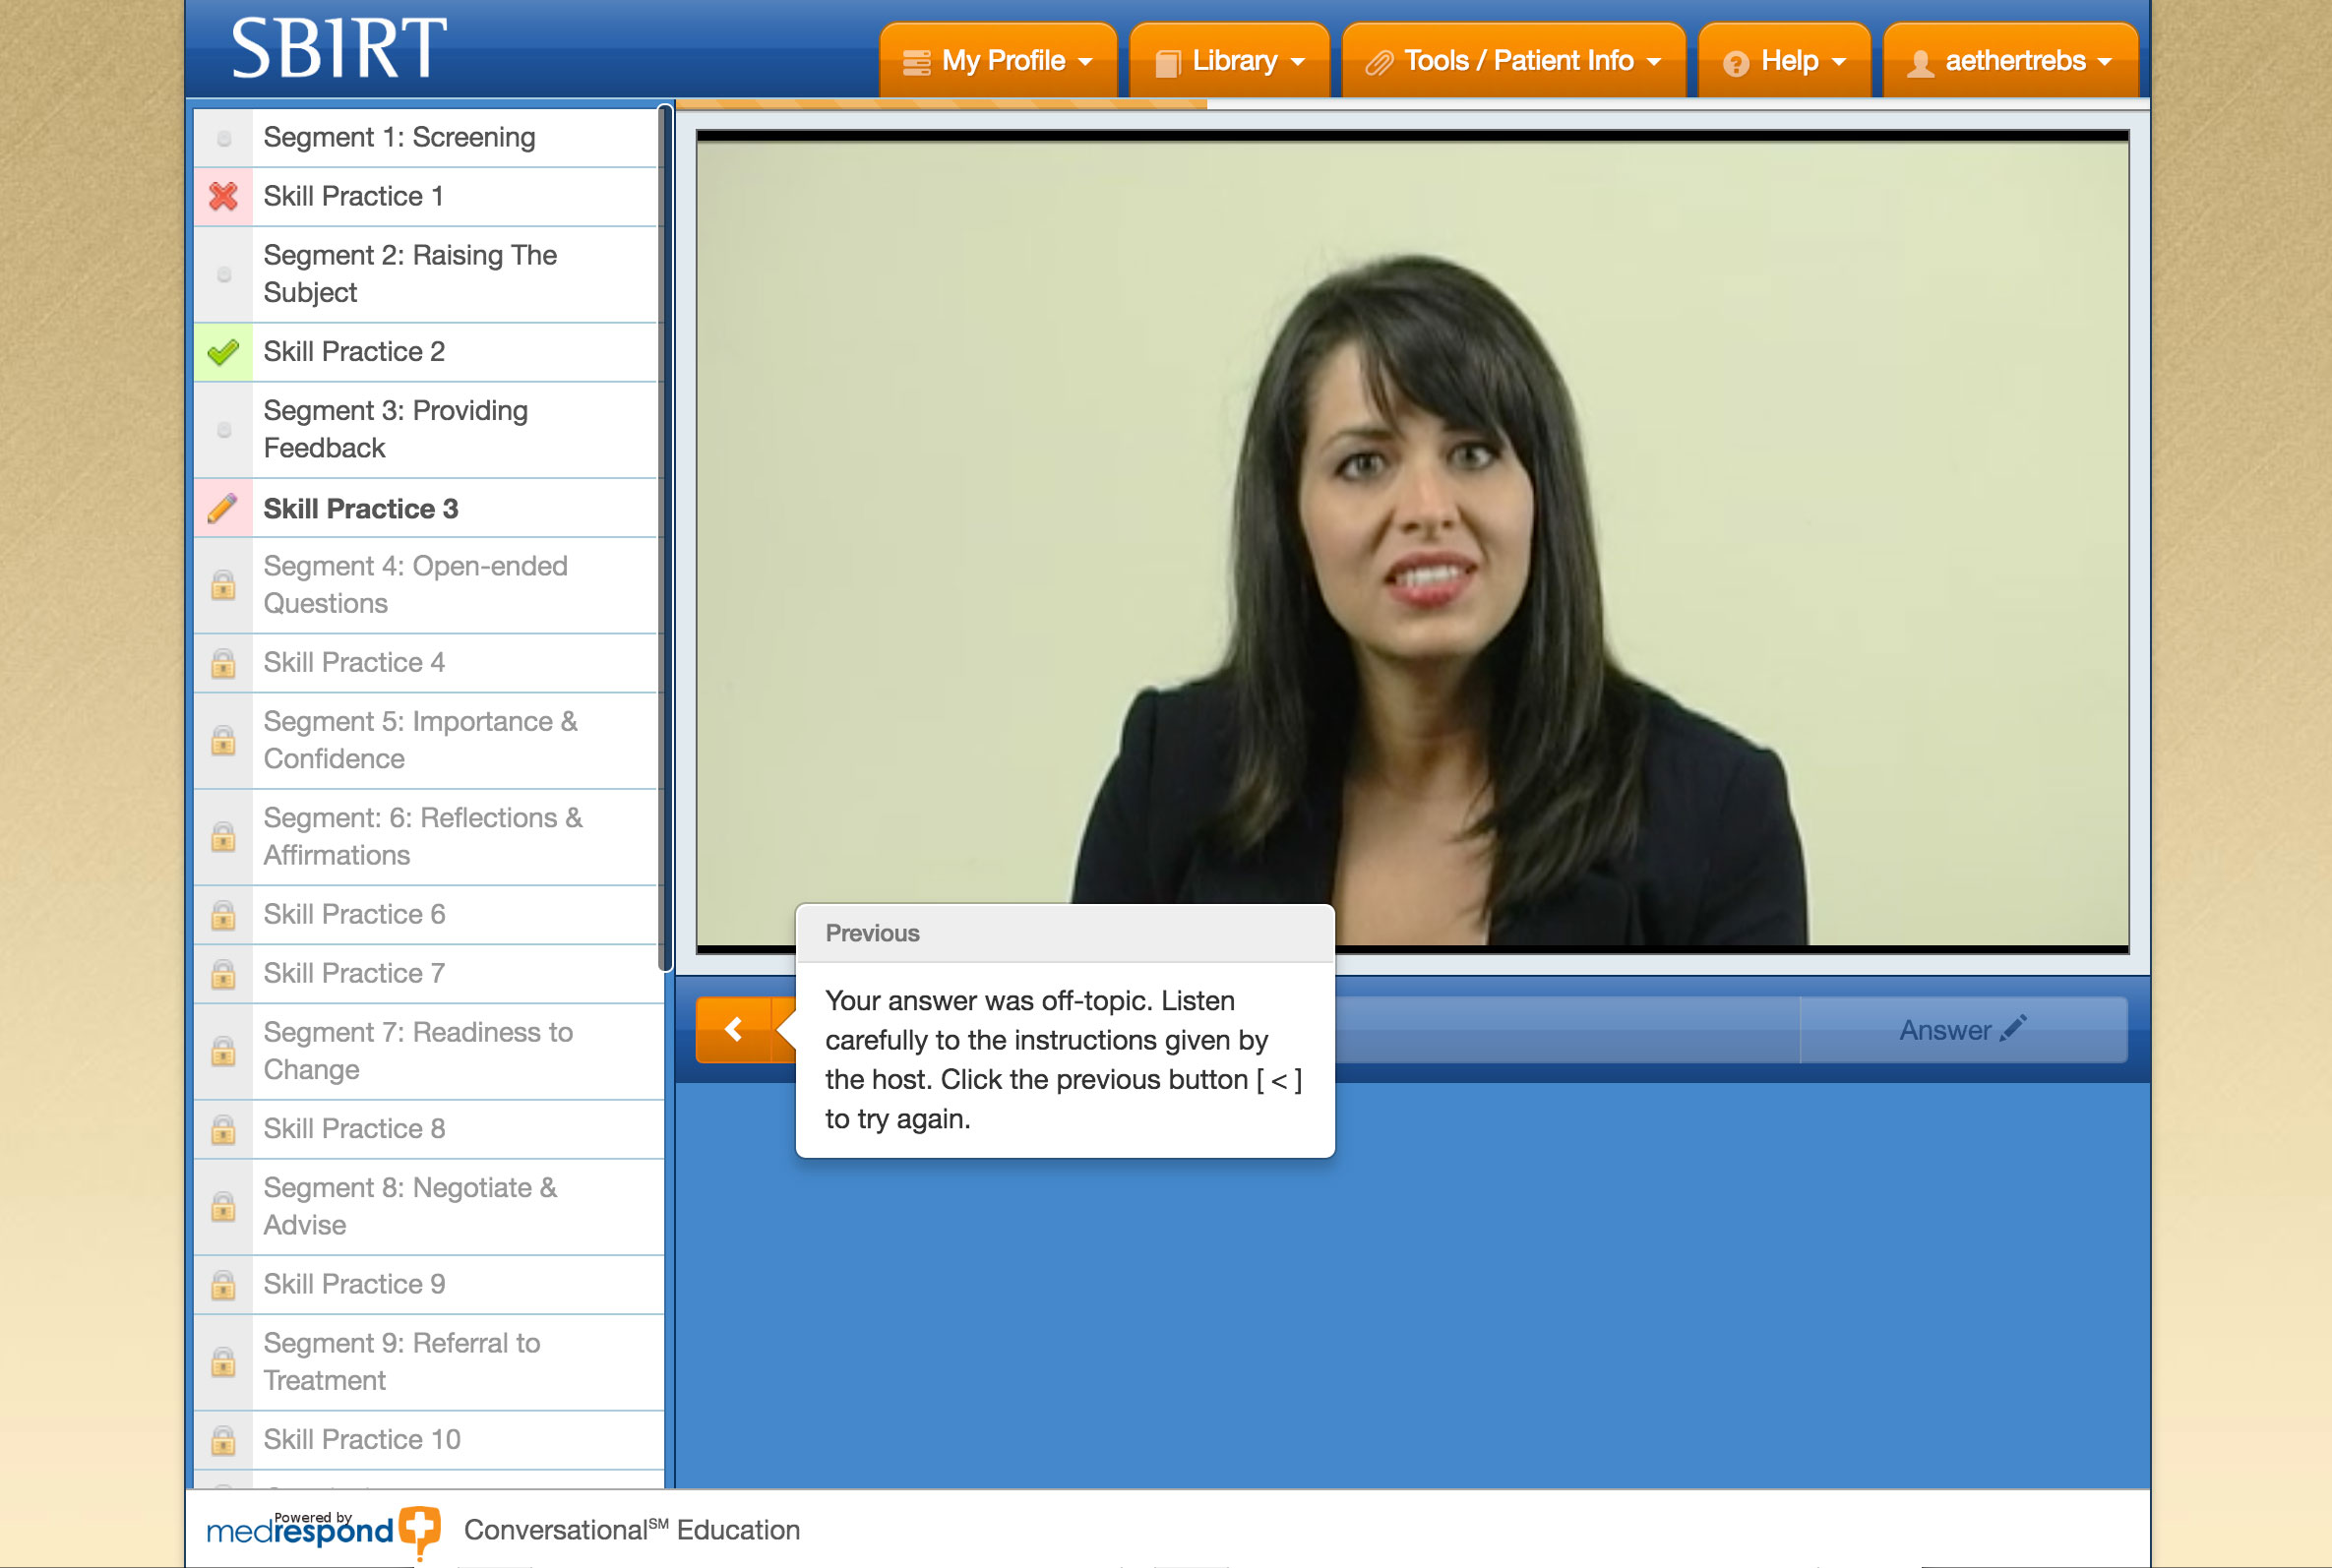 SBIRT
My Profile
Library
Tools / Patient Info
Help
aethertrebs
Segment 1: Screening
Skill Practice 1
Segment 2: Raising The
Subject
Skill Practice 2
Segment 3: Providing
Feedback
Skill Practice 3
Segment 4: Open-ended
Questions
Skill Practice 4
Segment 5: Importance &
Confidence
Segment: 6: Reflections &
Affirmations
Skill Practice 6
Skill Practice 7
Segment 7: Readiness to
Change
Skill Practice 8
Segment 8: Negotiate &
Advise
Skill Practice 9
Segment 9: Referral to
Treatment
Skill Practice 10
Previous
Your answer was off-topic. Listen
carefully to the instructions given by
the host. Click the previous button [ < ]
to try again.
Answer
Powered by
medrespond
Conversational℠ Education